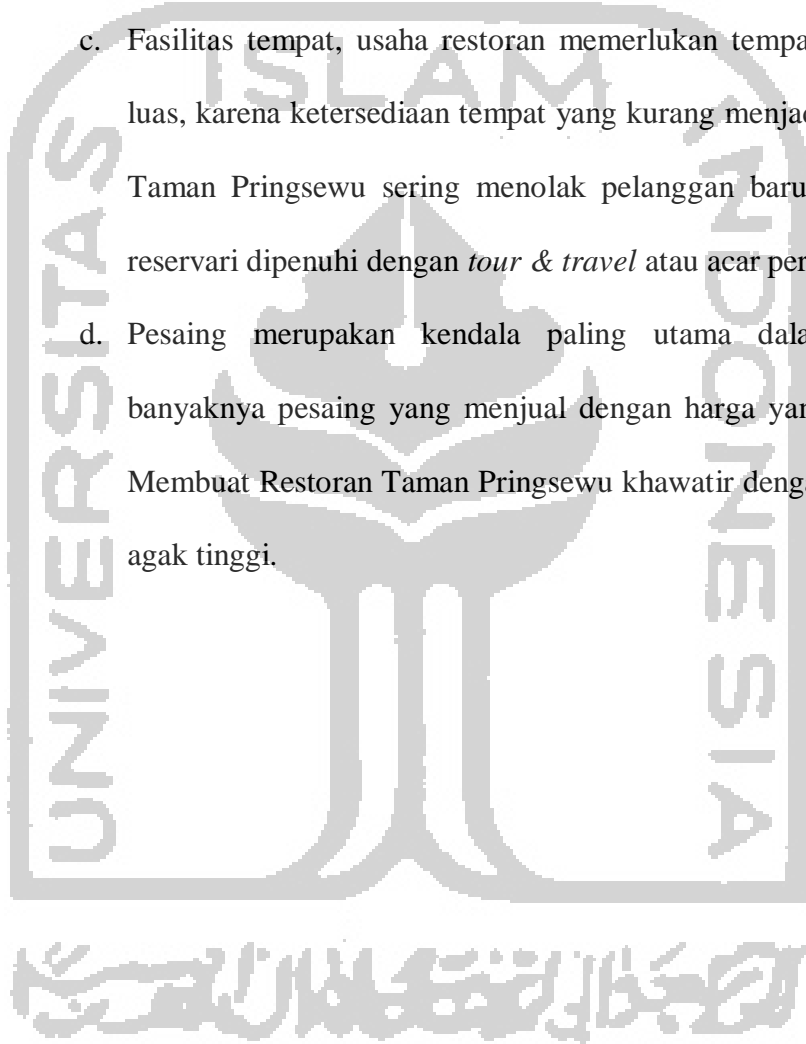 c. Fasilitas tempat, usaha restoran memerlukan tempa
luas, karena ketersediaan tempat yang kurang menjad
Taman Pringsewu sering menolak pelanggan baru
reservari dipenuhi dengan tour & travel atau acar per
d. Pesaing merupakan kendala paling utama dala
banyaknya pesaing yang menjual dengan harga yan
Membuat Restoran Taman Pringsewu khawatir denga
agak tinggi.
ISLAM
UNIVERSITAS
INDONESIA